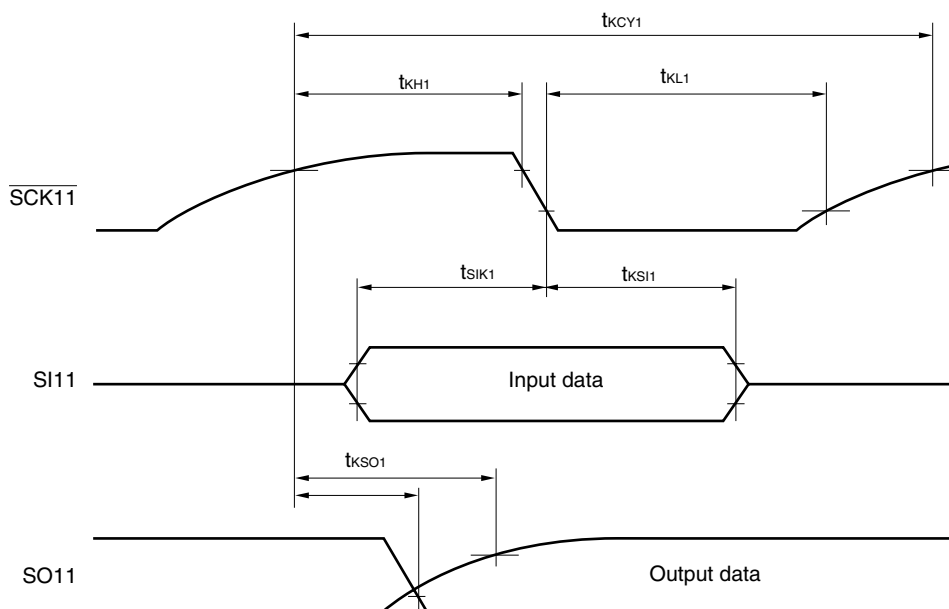 tKCY1
tKH1
tKL1
SCK11
tSIK1
tKSI1
SI11
Input data
tKSO1
SO11
Output data